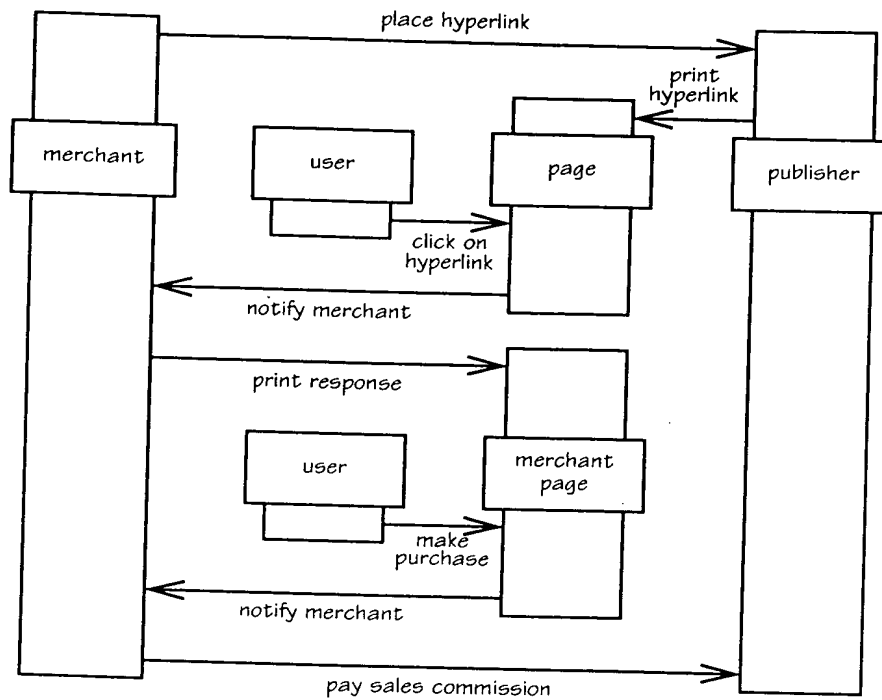 place hyperlink
print
hyperlink
merchant
user
page
publisher
click on
hyperlink
notify merchant
print response
user
merchant
page
make
purchase
notify merchant
pay sales commission